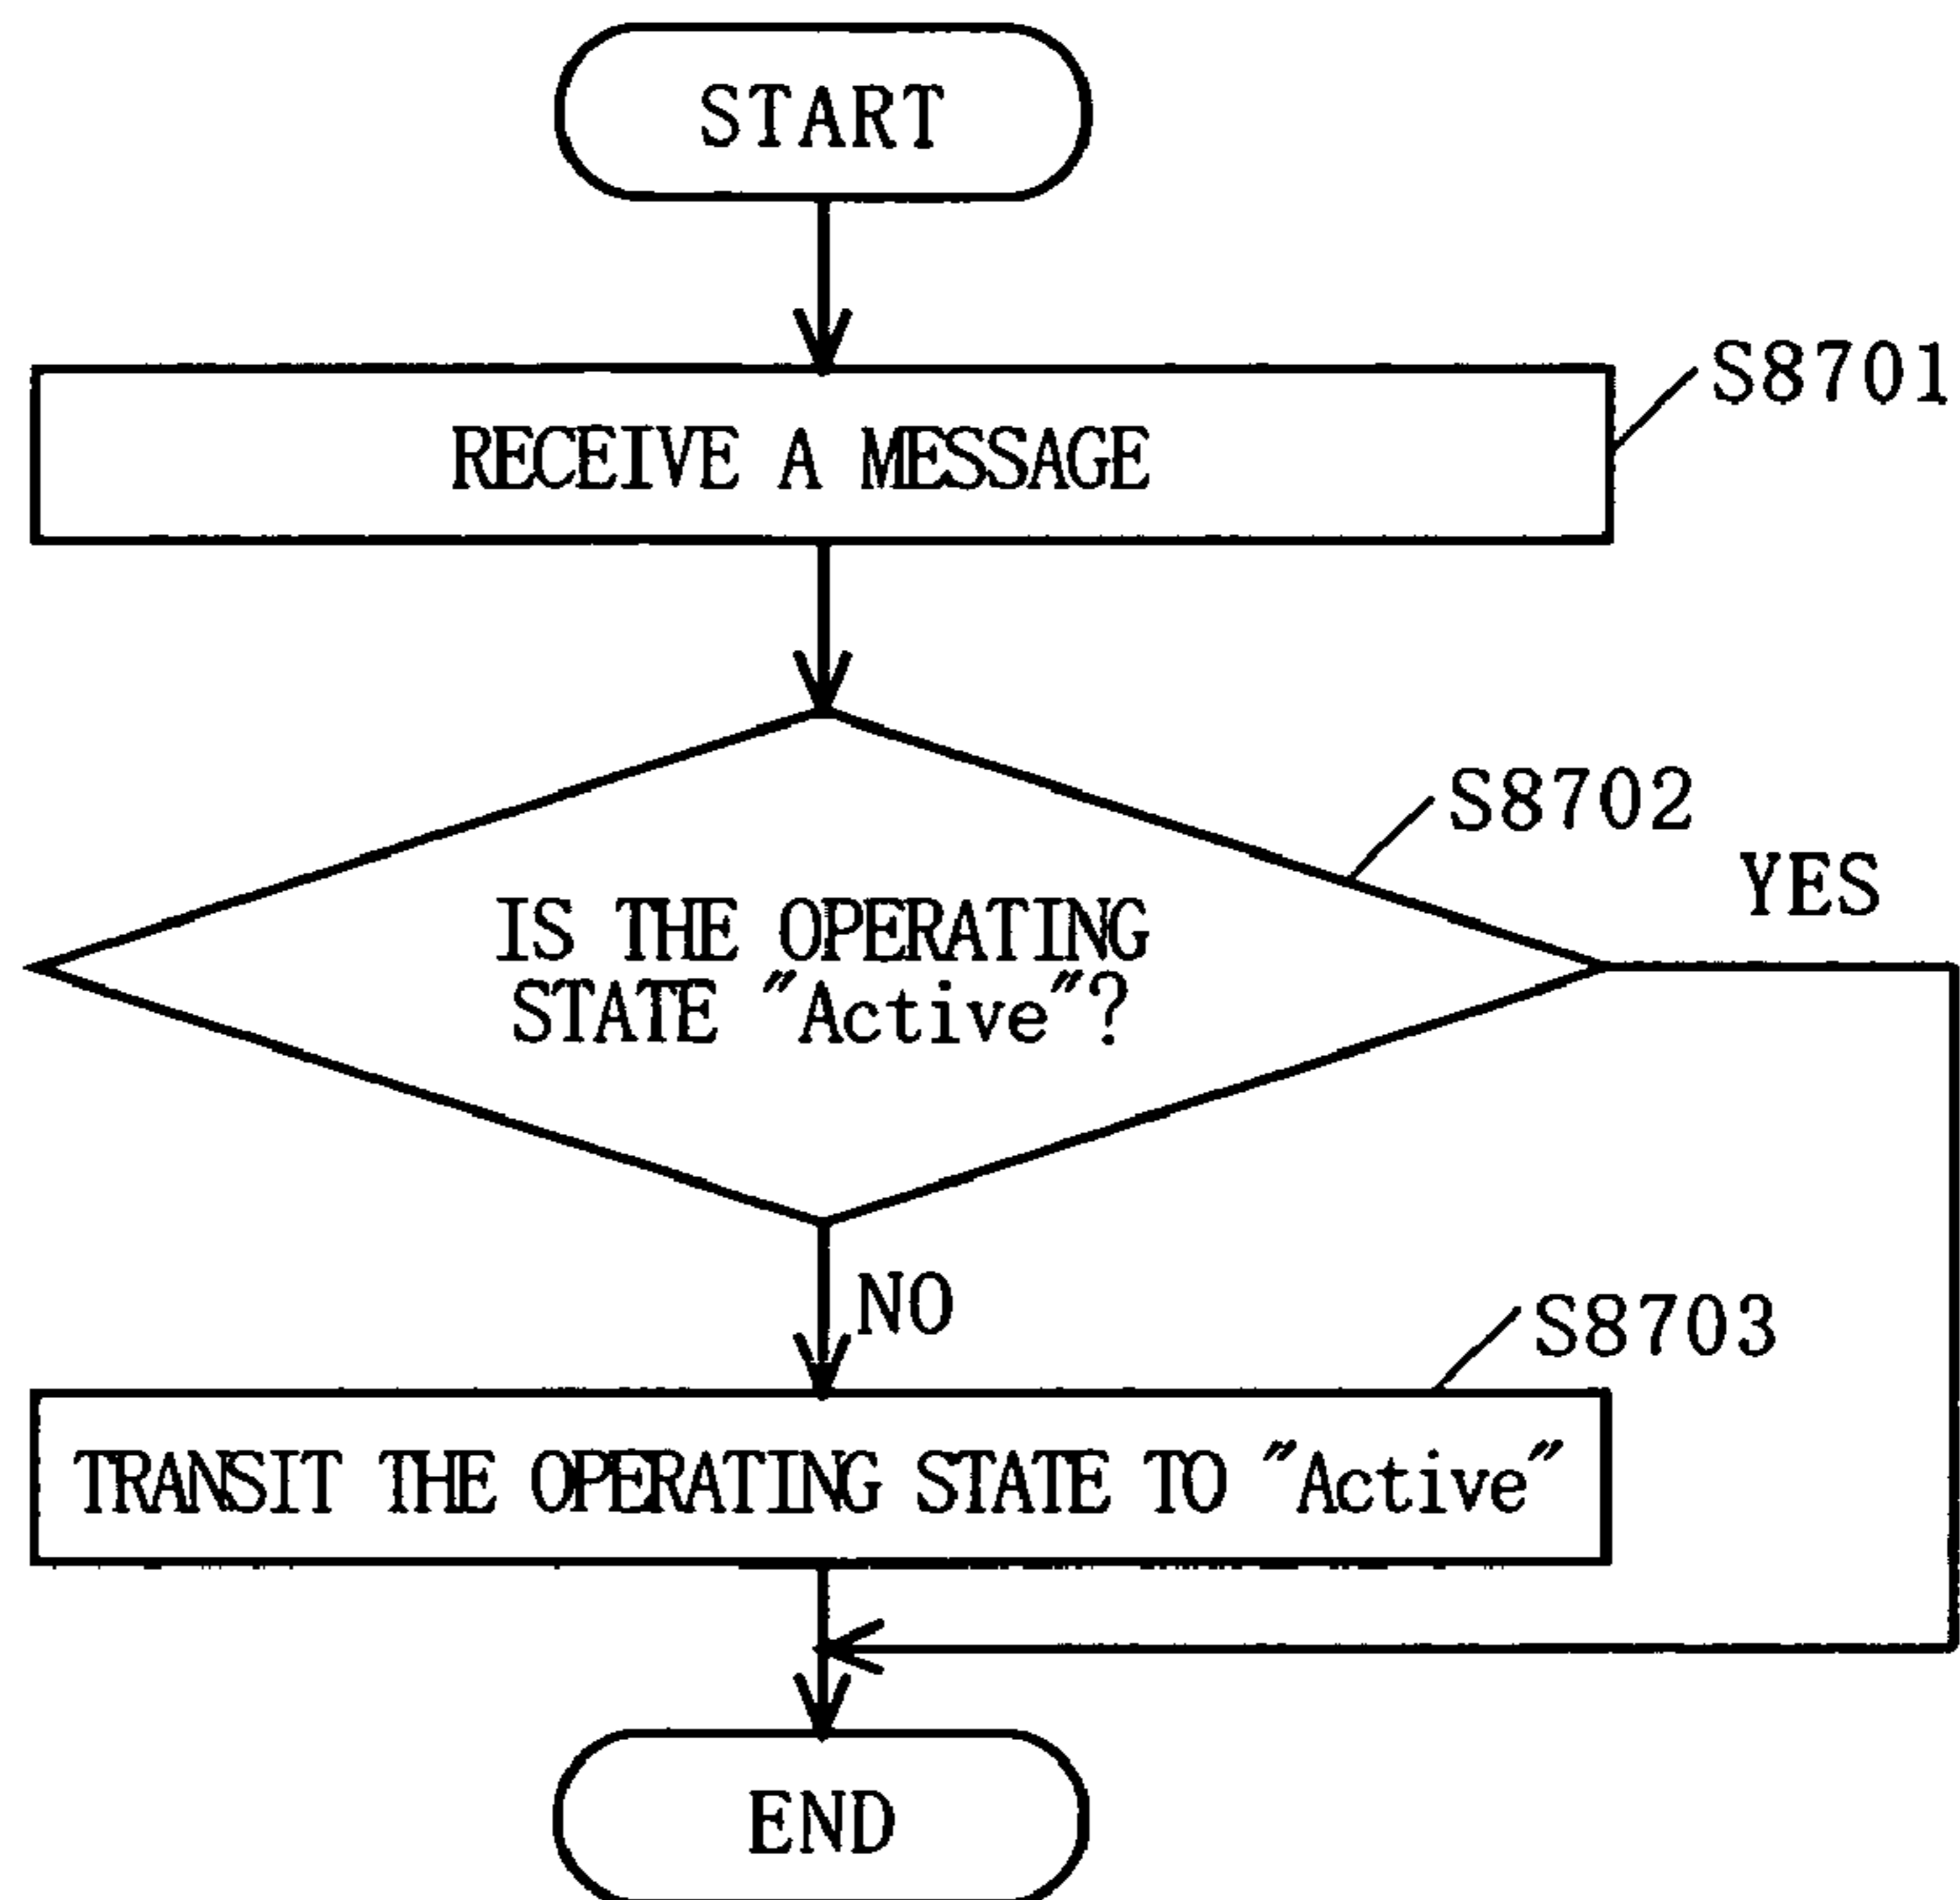 START
S8701
RECEIVE A MESSAGE
S8702
YES
IS THE OPERATING
STATE "Active"?
NO
S8703
TRANSIT THE OPERATING STATE TO "Active"
END